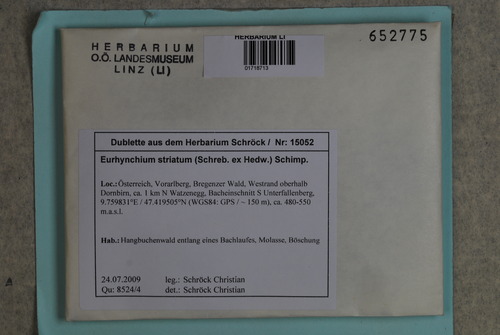 HERBARIUM
O.Ö. LANDESMUSEUM
LINZ (LI)
HERBARIUM LI
01718713
652775
Dublette aus dem Herbarium Schröck / Nr: 15052
Eurhynchium striatum (Schreb. ex Hedw.) Schimp.
Loc.: Österreich, Vorarlberg, Bregenzer Wald, Westrand oberhalb
Dornbirn, ca. 1 km N Watzenegg, Bacheinschnitt S Unterfallenberg,
9.759831°E / 47.419505°N (WGS84; GPS / ~ 150 m), ca. 480-550
m.a.s.l.
Hab.: Hangbuchenwald entlang eines Bachlaufes, Molasse, Böschung
24.07.2009 leg.: Schröck Christian
Qu: 8524/4 det.: Schröck Christian